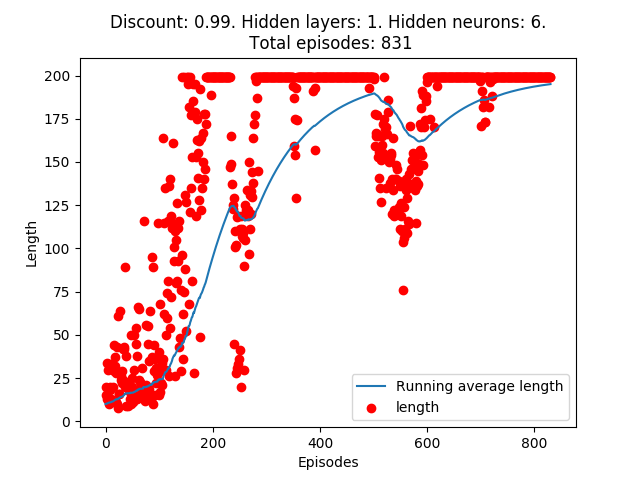 Discount: 0.99. Hidden layers: 1. Hidden neurons: 6.
Total episodes: 831
200
175
150
125
100
75
50
25
0
Length
0 200 400 600 800
Episodes
Running average length
length